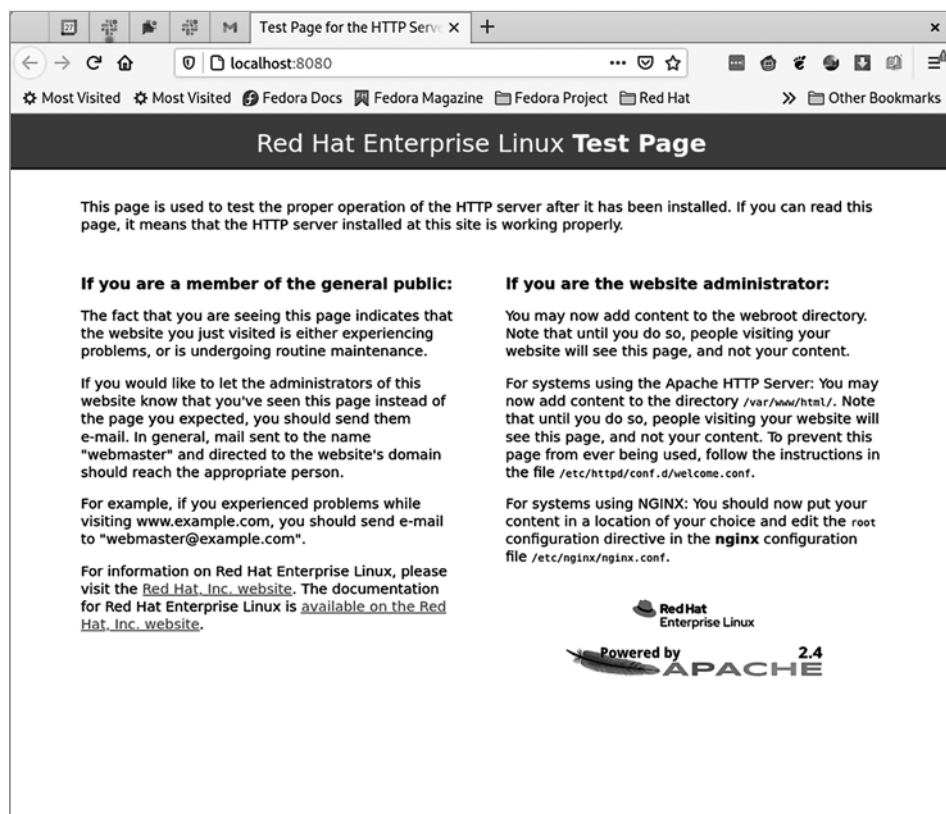 27 M Test Page for the HTTP Serve × + ×
localhost:8080
Most Visited Most Visited Fedora Docs Fedora Magazine Fedora Project Red Hat >> Other Bookmarks
Red Hat Enterprise Linux Test Page
This page is used to test the proper operation of the HTTP server after it has been installed. If you can read this
page, it means that the HTTP server installed at this site is working properly.
If you are a member of the general public:
The fact that you are seeing this page indicates that
the website you just visited is either experiencing
problems, or is undergoing routine maintenance.
If you would like to let the administrators of this
website know that you've seen this page instead of
the page you expected, you should send them
e-mail. In general, mail sent to the name
"webmaster" and directed to the website's domain
should reach the appropriate person.
For example, if you experienced problems while
visiting www.example.com, you should send e-mail
to "webmaster@example.com".
For information on Red Hat Enterprise Linux, please
visit the Red Hat, Inc. website. The documentation
for Red Hat Enterprise Linux is available on the Red
Hat, Inc. website.
If you are the website administrator:
You may now add content to the webroot directory.
Note that until you do so, people visiting your
website will see this page, and not your content.
For systems using the Apache HTTP Server: You may
now add content to the directory /var/www/html/. Note
that until you do so, people visiting your website will
see this page, and not your content. To prevent this
page from ever being used, follow the instructions in
the file /etc/httpd/conf.d/welcome.conf.
For systems using NGINX: You should now put your
content in a location of your choice and edit the root
configuration directive in the nginx configuration
file /etc/nginx/nginx.conf.
Red Hat
Enterprise Linux
Powered by 2.4
APACHE